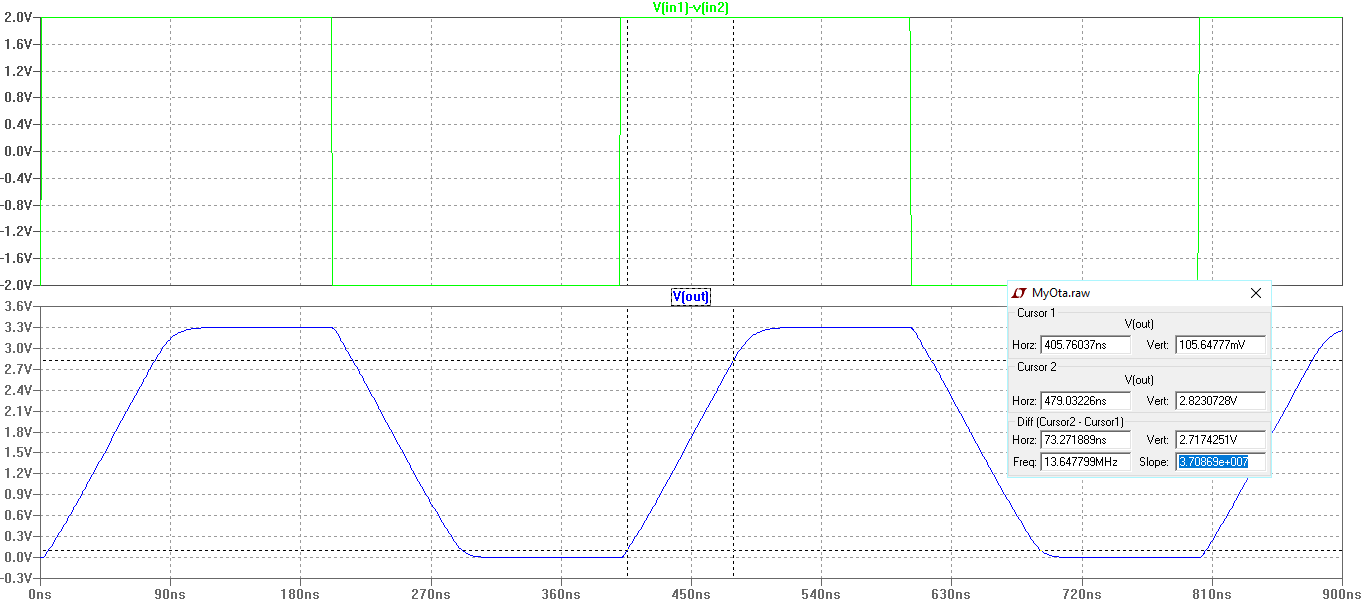 V(in1)-v(in2)
2.0V
1.6V
1.2V
0.8V
0.4V
0.0V
-0.4V
-0.8V
-1.2V
-1.6V
-2.0V
V(out)
3.6V
3.3V
3.0V
2.7V
2.4V
2.1V
1.8V
1.5V
1.2V
0.9V
0.6V
0.3V
0.0V
-0.3V
0ns 90ns 180ns 270ns 360ns 450ns 540ns 630ns 720ns 810ns 900ns
MyOta.raw
Cursor 1
V(out)
Horz: 405.76037ns Vert: 105.64777mV
Cursor 2
V(out)
Horz: 479.03226ns Vert: 2.8230728V
Diff (Cursor2 - Cursor1)
Horz: 73.271889ns Vert: 2.7174251V
Freq: 13.647799MHz Slope: 3.70869e+007